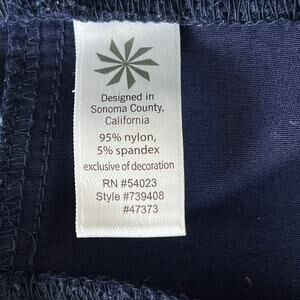 Designed in
Sonoma County,
California
95% nylon,
5% spandex
exclusive of decoration
RN #54023
Style #739408
#47373